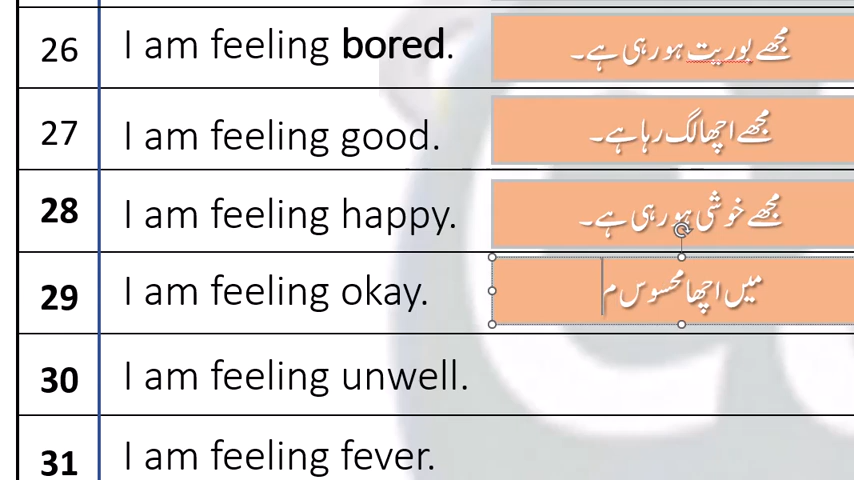 26 I am feeling bored. مجھے بوریت ہو رہی ہے۔
27 I am feeling good. مجھے اچھا لگ رہا ہے۔
28 I am feeling happy. مجھے خوشی ہو رہی ہے۔
29 I am feeling okay. میں اچھا محسوس م
30 I am feeling unwell.
31 I am feeling fever.